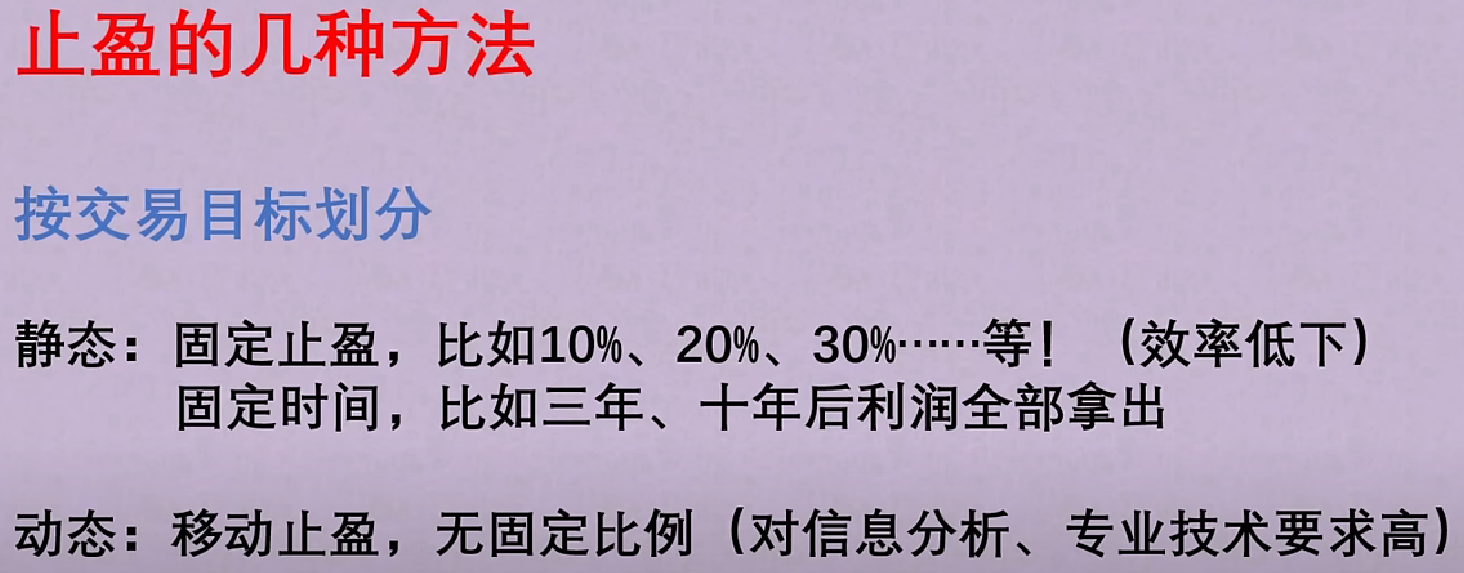 止盈的几种方法
按交易目标划分
静态：固定止盈，比如10%、20%、30%……等！（效率低下）
固定时间，比如三年、十年后利润全部拿出
动态：移动止盈，无固定比例（对信息分析、专业技术要求高）